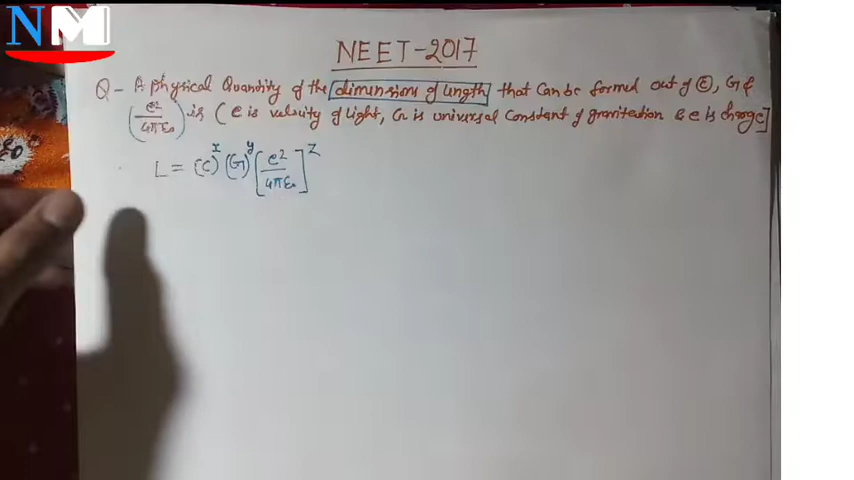 NM
NEET-2017
Q- A physical Quantity of the dimensions of length that Can be formed out of C, G &
(e²/4πε₀) is ( c is velocity of light, G is universal Constant of gravitation & e is charge]
L = [C]ˣ (G)ʸ [e²/4πε₀]ᶻ